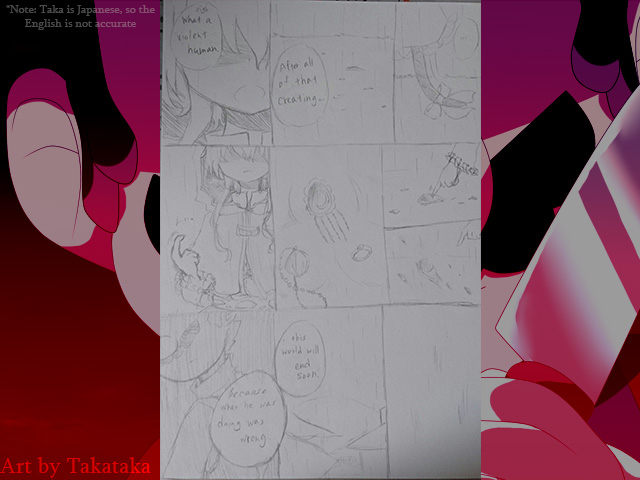 *Note: Taka is Japanese, so the
English is not accurate
is
what a
violent
human
After all
of that
creating...
this
world will
end
soon
because
what he was
doing was
wrong
Art by Takataka